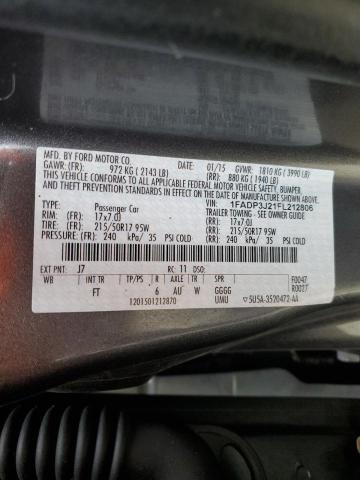 MFD. BY FORD MOTOR CO.
DATE: 01/15 GVWR: 1810 KG ( 3990 LB)
GAWR: (FR): 972 KG ( 2143 LB) (RR): 880 KG ( 1940 LB)
THIS VEHICLE CONFORMS TO ALL APPLICABLE FEDERAL MOTOR VEHICLE SAFETY, BUMPER,
AND THEFT PREVENTION STANDARDS IN EFFECT ON THE DATE OF MANUFACTURE SHOWN ABOVE.
VIN: 1FADP3J21FL212806
TYPE: Passenger Car TRAILER TOWING - SEE OWNER GUIDE
RIM: (FR): 17x7.0J (RR): 17x7.0J
TIRE: (FR): 215/50R17 95W (RR): 215/50R17 95W
PRESSURE: (FR): 240 kPa/ 35 PSI COLD (RR): 240 kPa/ 35 PSI COLD
EXT PNT: J7 RC: 11 DSO: F0047
WB INT TR TP/PS R AXLE TR SPR R0027
FT 6 AU W GGGG
1201501212870 UMU 5U5A-3520472-AA